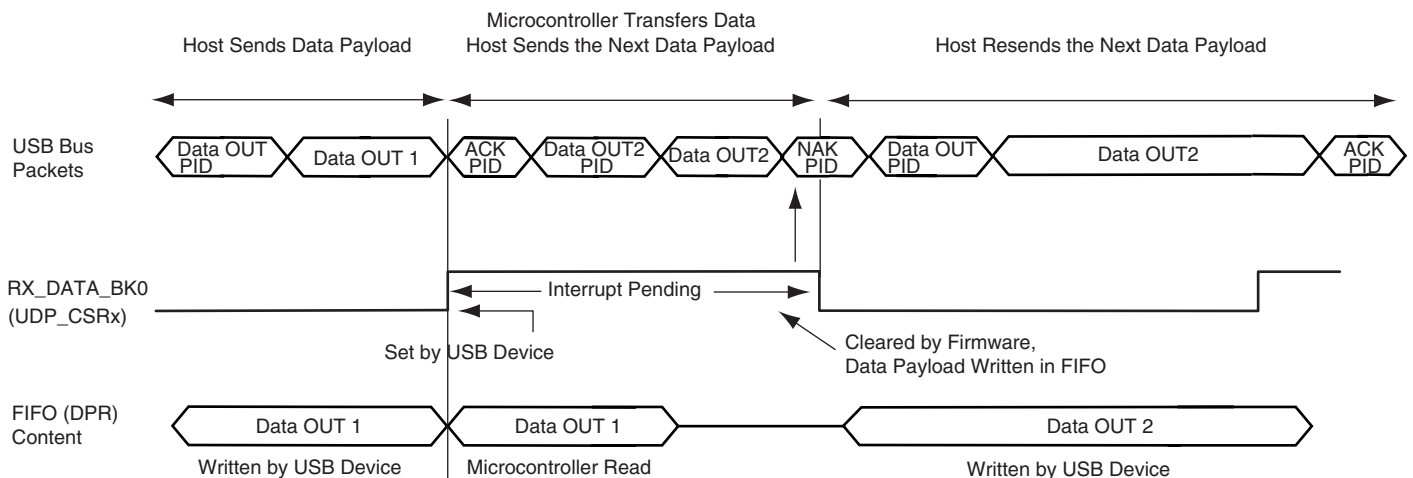 Microcontroller Transfers Data
Host Sends Data Payload
Host Sends the Next Data Payload
Host Resends the Next Data Payload
USB Bus
Packets
Data OUT
PID
Data OUT 1
ACK
PID
Data OUT2
PID
Data OUT2
NAK
PID
Data OUT
PID
Data OUT2
ACK
PID
RX_DATA_BK0
(UDP_CSRx)
Interrupt Pending
Set by USB Device
Cleared by Firmware,
Data Payload Written in FIFO
FIFO (DPR)
Content
Data OUT 1
Data OUT 1
Data OUT 2
Written by USB Device
Microcontroller Read
Written by USB Device